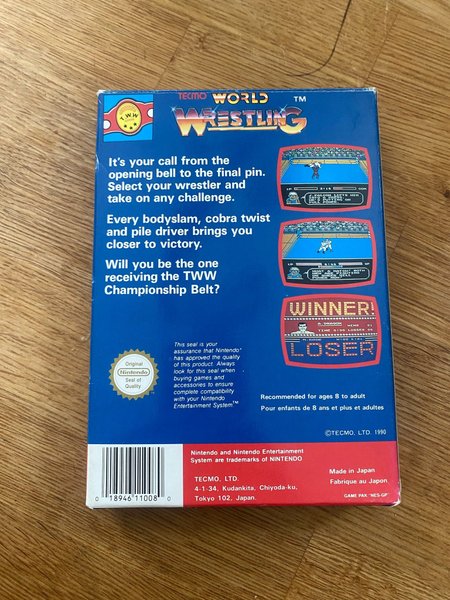 TWW
TECMO WORLD ™
WRESTLING
It's your call from the
opening bell to the final pin.
Select your wrestler and
take on any challenge.
Every bodyslam, cobra twist
and pile driver brings you
closer to victory.
Will you be the one
receiving the TWW
Championship Belt?
WINNER!
LOSER
This seal is your
assurance that Nintendo®
has approved the quality
of this product. Always
look for this seal when
buying games and
accessories to ensure
complete compatibility
with your Nintendo
Entertainment System.™
Original
Nintendo
Seal of
Quality
Recommended for ages 8 to adult
Pour enfants de 8 ans et plus et adultes
©TECMO, LTD. 1990
Nintendo and Nintendo Entertainment
System are trademarks of NINTENDO
TECMO, LTD.
4-1-34, Kudankita, Chiyoda-ku,
Tokyo 102, Japan.
Made in Japan
Fabrique au Japon
GAME PAK "NES-GP"
0 18946 11008 0